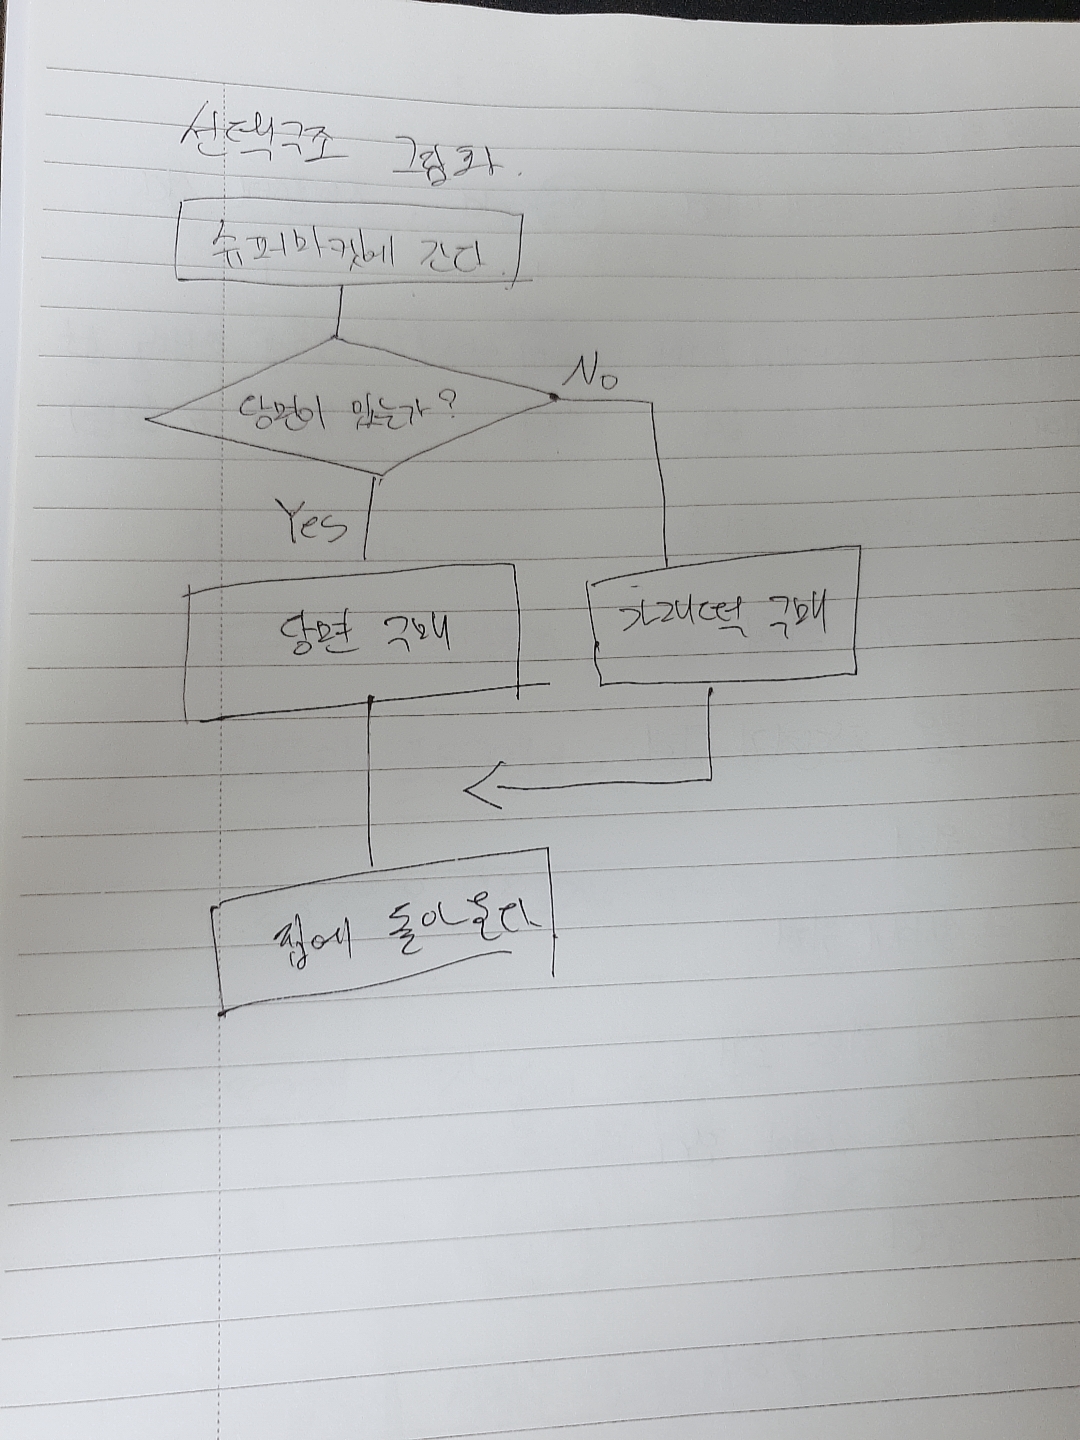 선택구조 그림화.
슈퍼마켓에 간다.
당면이 있는가?
No
Yes
당면 구매
가래떡 구매
집에 돌아온다